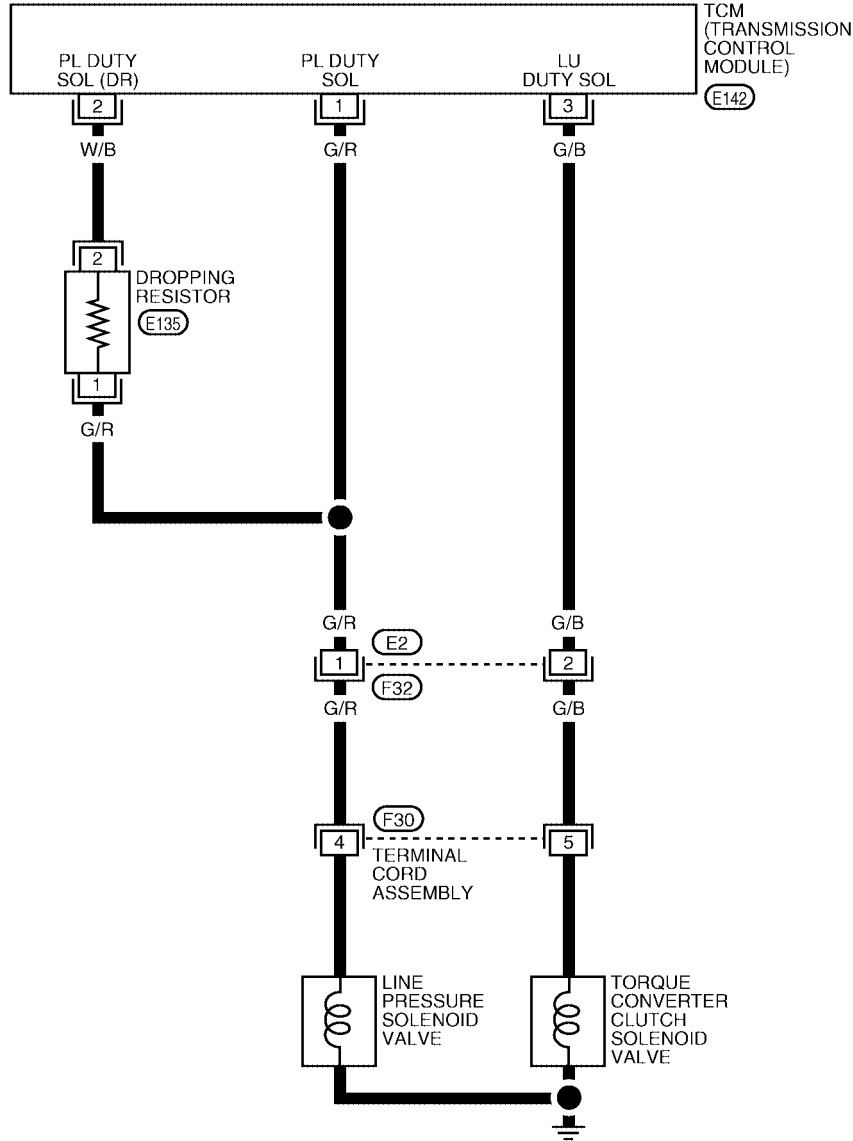 TCM
(TRANSMISSION
CONTROL
MODULE)
E142
PL DUTY
SOL (DR)
PL DUTY
SOL
LU
DUTY SOL
2
1
3
W/B
G/R
G/B
2
DROPPING
RESISTOR
E135
1
G/R
G/R
G/B
E2
1
2
F32
G/R
G/B
F30
4
5
TERMINAL
CORD
ASSEMBLY
LINE
PRESSURE
SOLENOID
VALVE
TORQUE
CONVERTER
CLUTCH
SOLENOID
VALVE